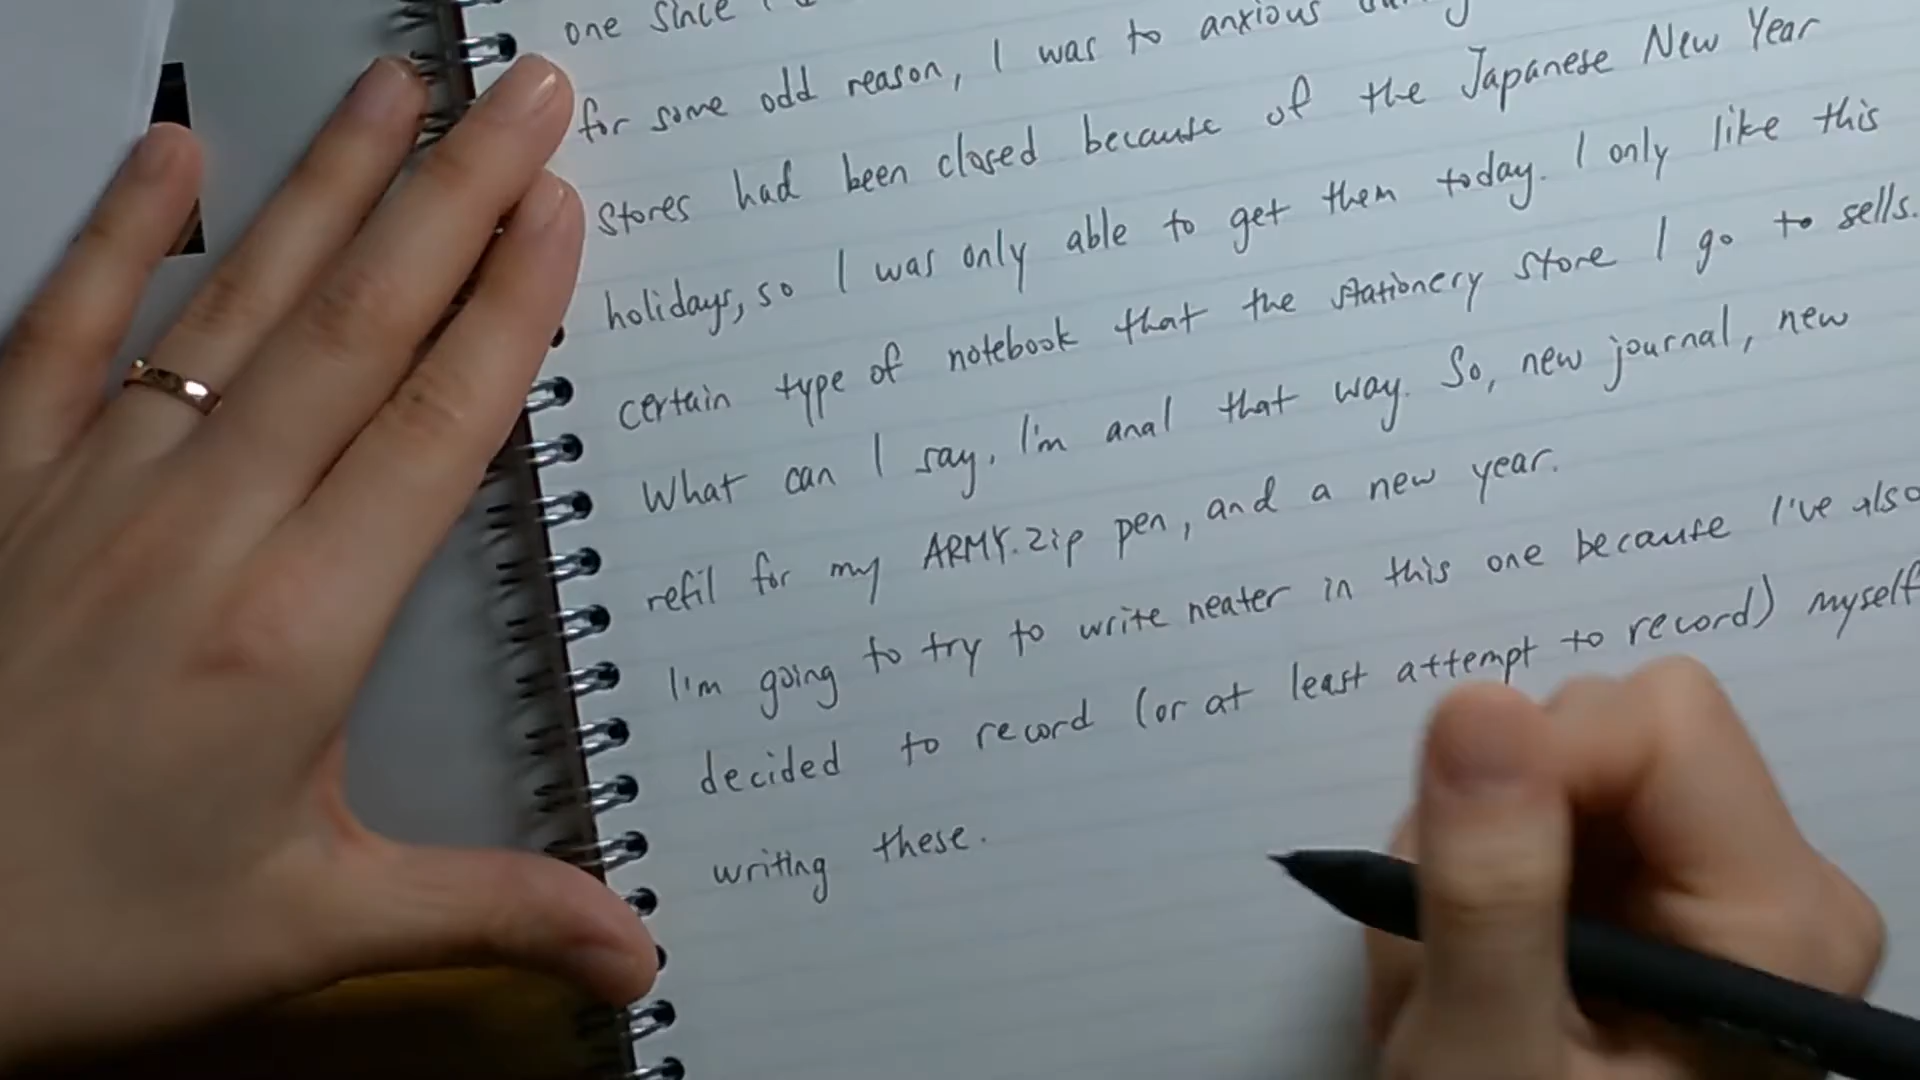 one since
for some odd reason, I was to anxious
stores had been closed because of the Japanese New Year
holidays, so I was only able to get them today. I only like this
certain type of notebook that the stationery store I go to sells.
What can I say, I'm anal that way. So, new journal, new
refil for my ARMY.zip pen, and a new year.
I'm going to try to write neater in this one because I've also
decided to record (or at least attempt to record) myself
writing these.